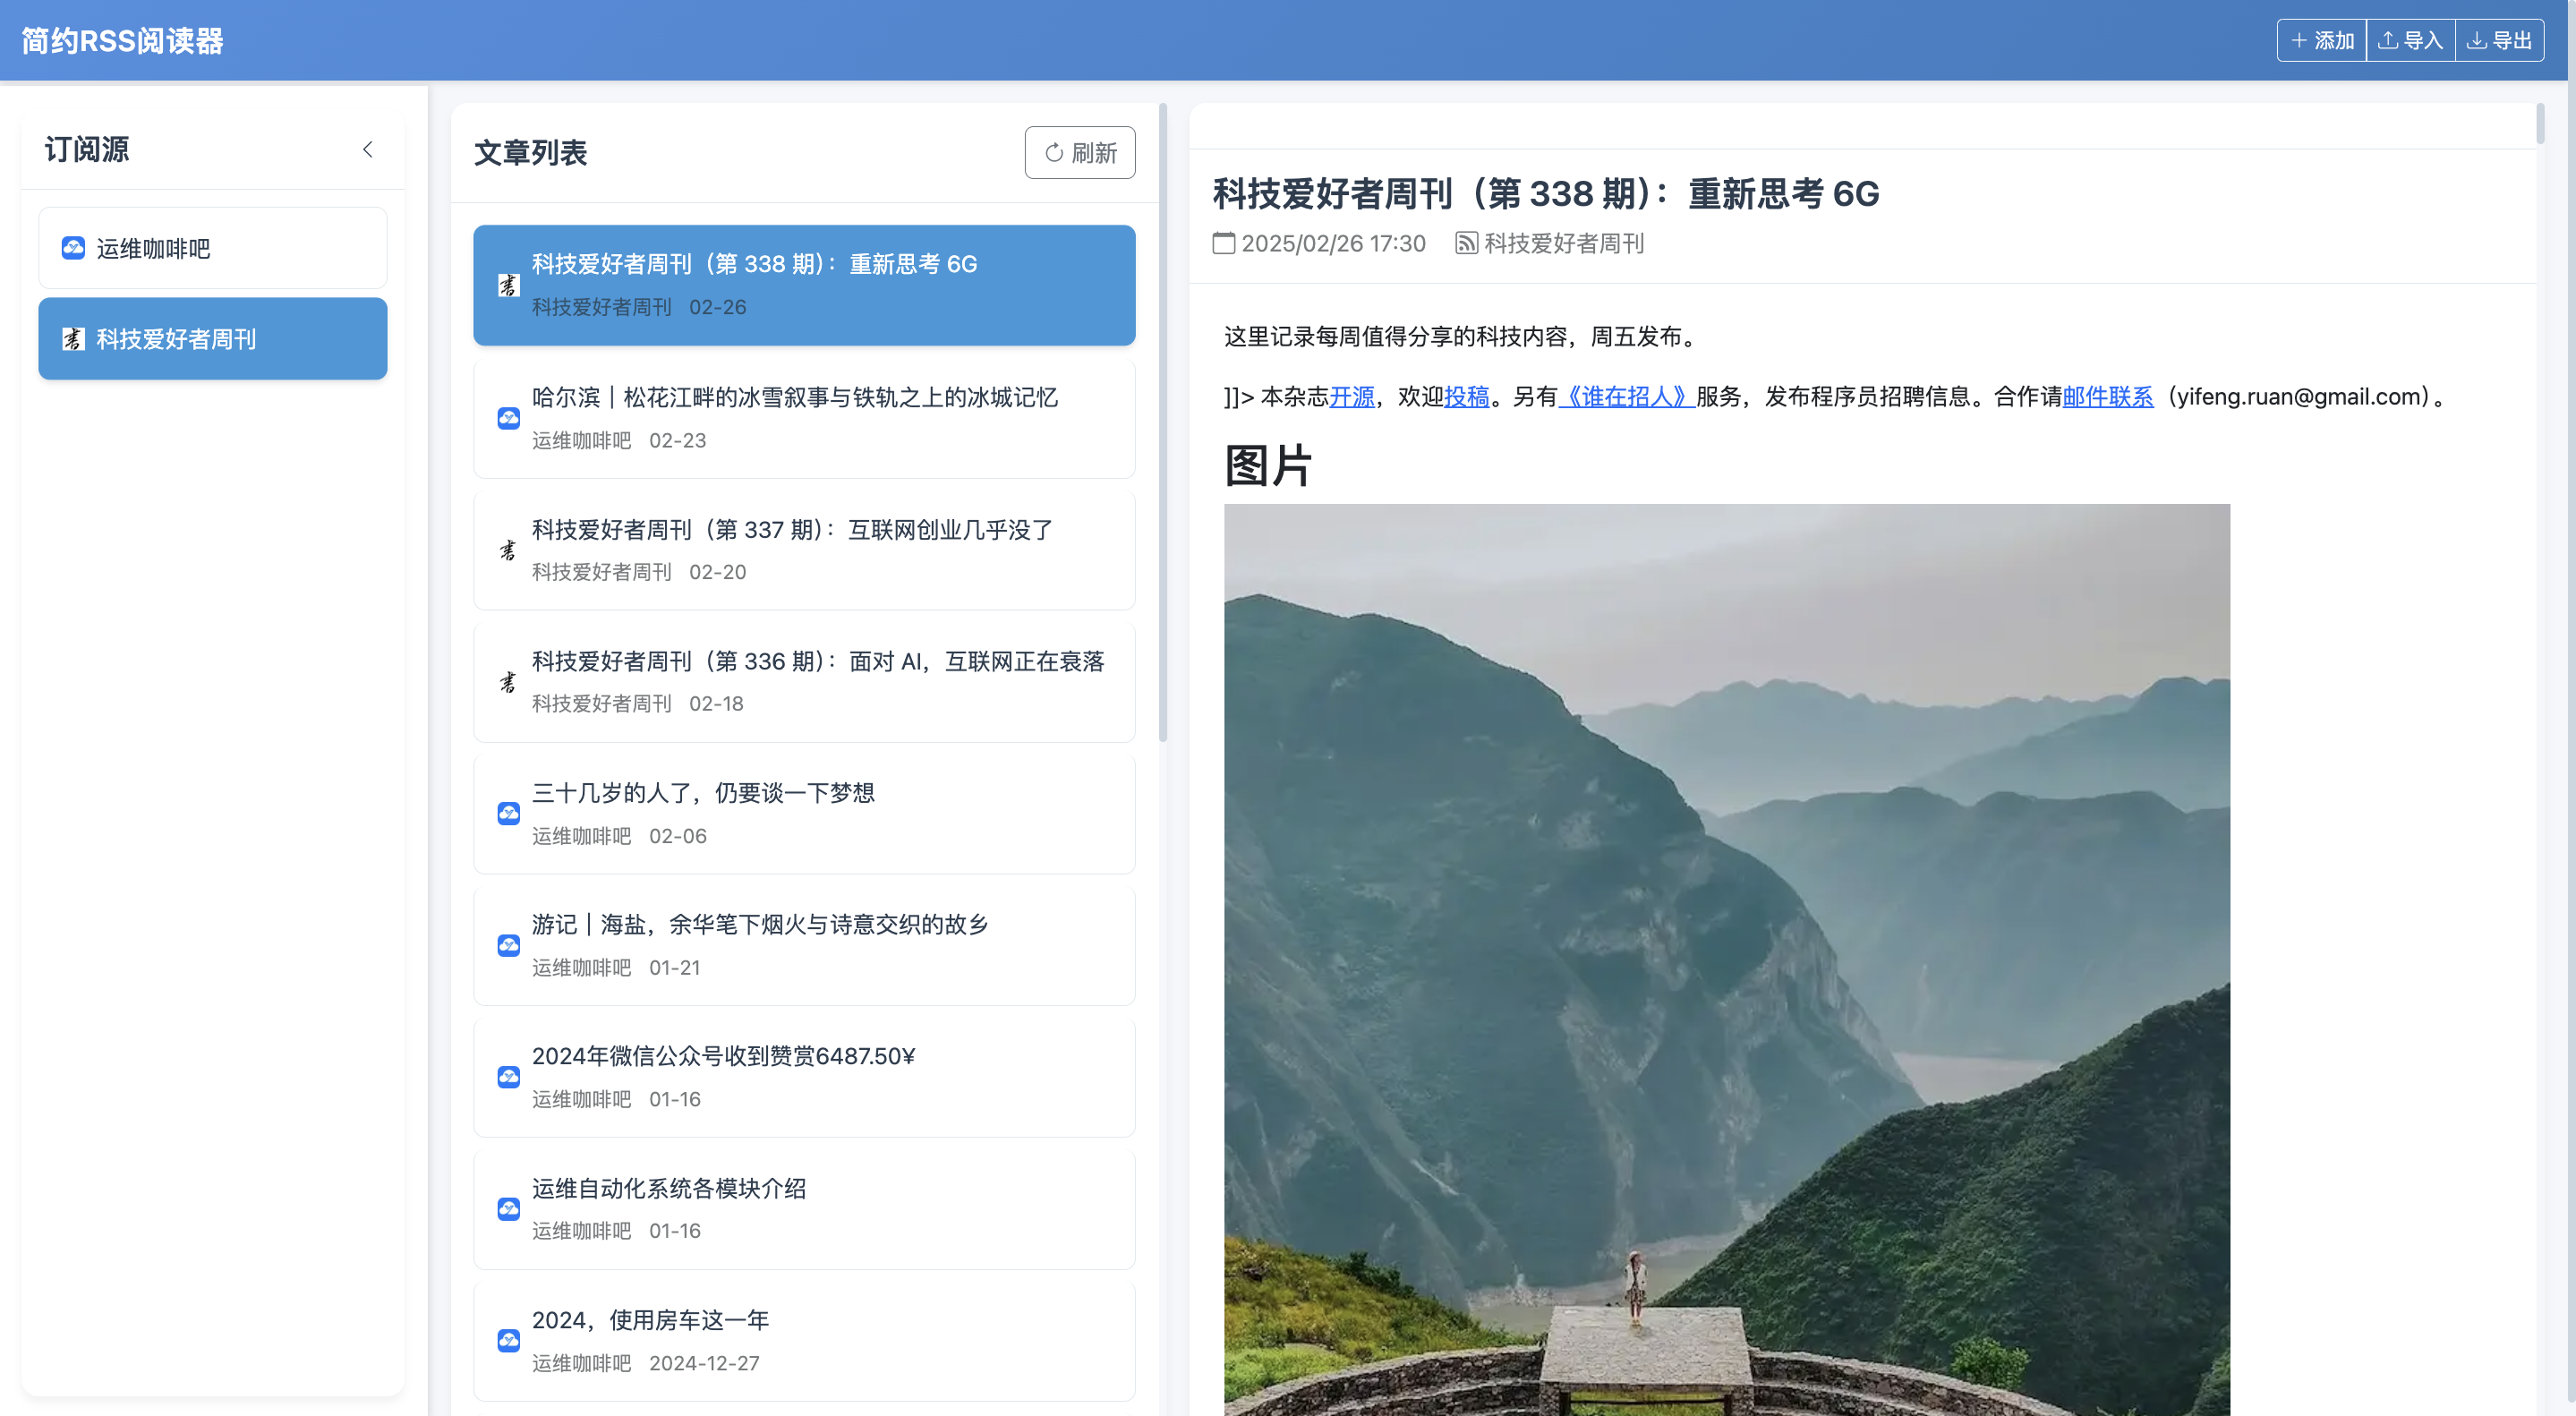 简约RSS阅读器
添加
导入
导出
订阅源
运维咖啡吧
科技爱好者周刊
文章列表
刷新
科技爱好者周刊（第 338 期）：重新思考 6G
科技爱好者周刊 02-26
哈尔滨｜松花江畔的冰雪叙事与铁轨之上的冰城记忆
运维咖啡吧 02-23
科技爱好者周刊（第 337 期）：互联网创业几乎没了
科技爱好者周刊 02-20
科技爱好者周刊（第 336 期）：面对 AI，互联网正在衰落
科技爱好者周刊 02-18
三十几岁的人了，仍要谈一下梦想
运维咖啡吧 02-06
游记｜海盐，余华笔下烟火与诗意交织的故乡
运维咖啡吧 01-21
2024年微信公众号收到赞赏6487.50¥
运维咖啡吧 01-16
运维自动化系统各模块介绍
运维咖啡吧 01-16
2024，使用房车这一年
运维咖啡吧 2024-12-27
科技爱好者周刊（第 338 期）：重新思考 6G
2025/02/26 17:30 科技爱好者周刊
这里记录每周值得分享的科技内容，周五发布。
]]> 本杂志开源，欢迎投稿。另有《谁在招人》服务，发布程序员招聘信息。合作请邮件联系（yifeng.ruan@gmail.com）。
图片